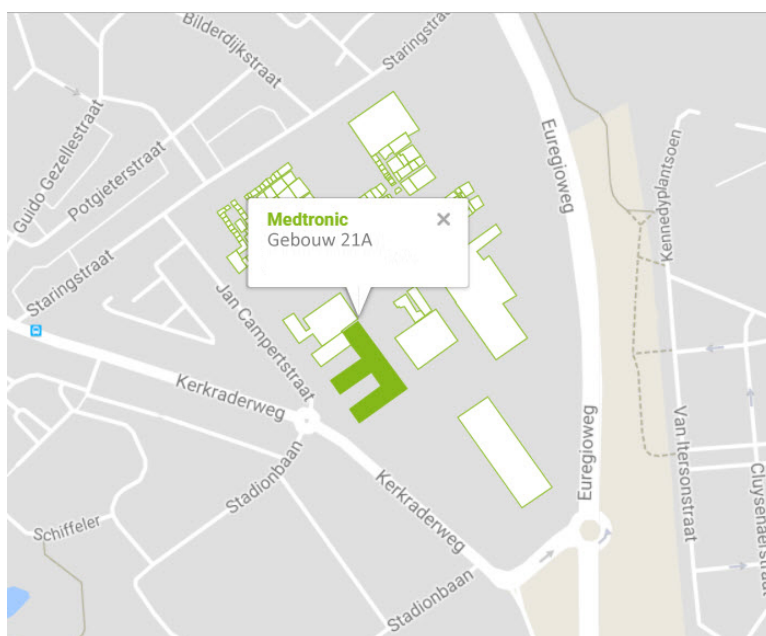 Bilderdijkstraat
Staringstraat
Guido Gezellestraat
Potgieterstraat
Euregioweg
Kennedyplantsoen
Medtronic
Gebouw 21A
Staringstraat
Jan Campertstraat
Kerkraderweg
Stadionbaan
Kerkraderweg
Euregioweg
Van Itersonstraat
Cluysenaerstraat
Schiffeler
Stadionbaan